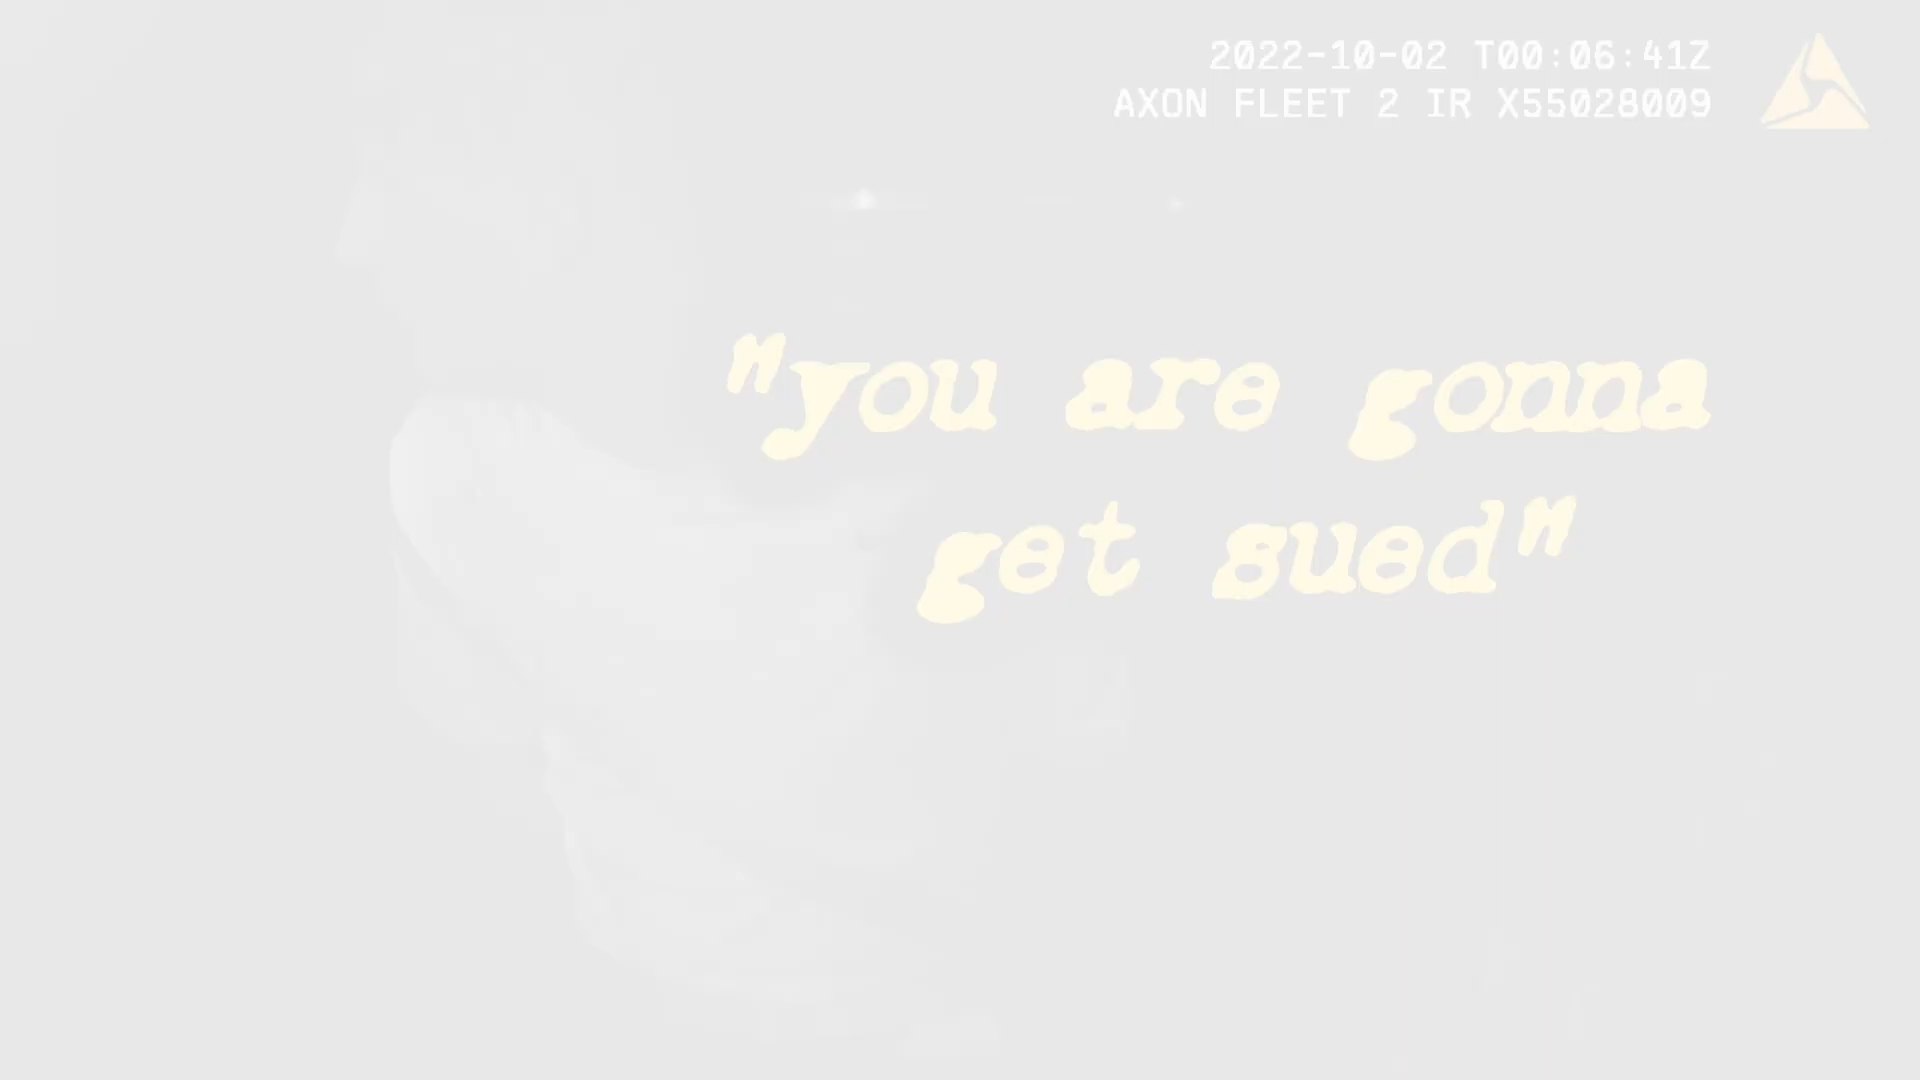 2022-10-02 T00:06:41Z
AXON FLEET 2 IR X55028009
"you are gonna
get sued"